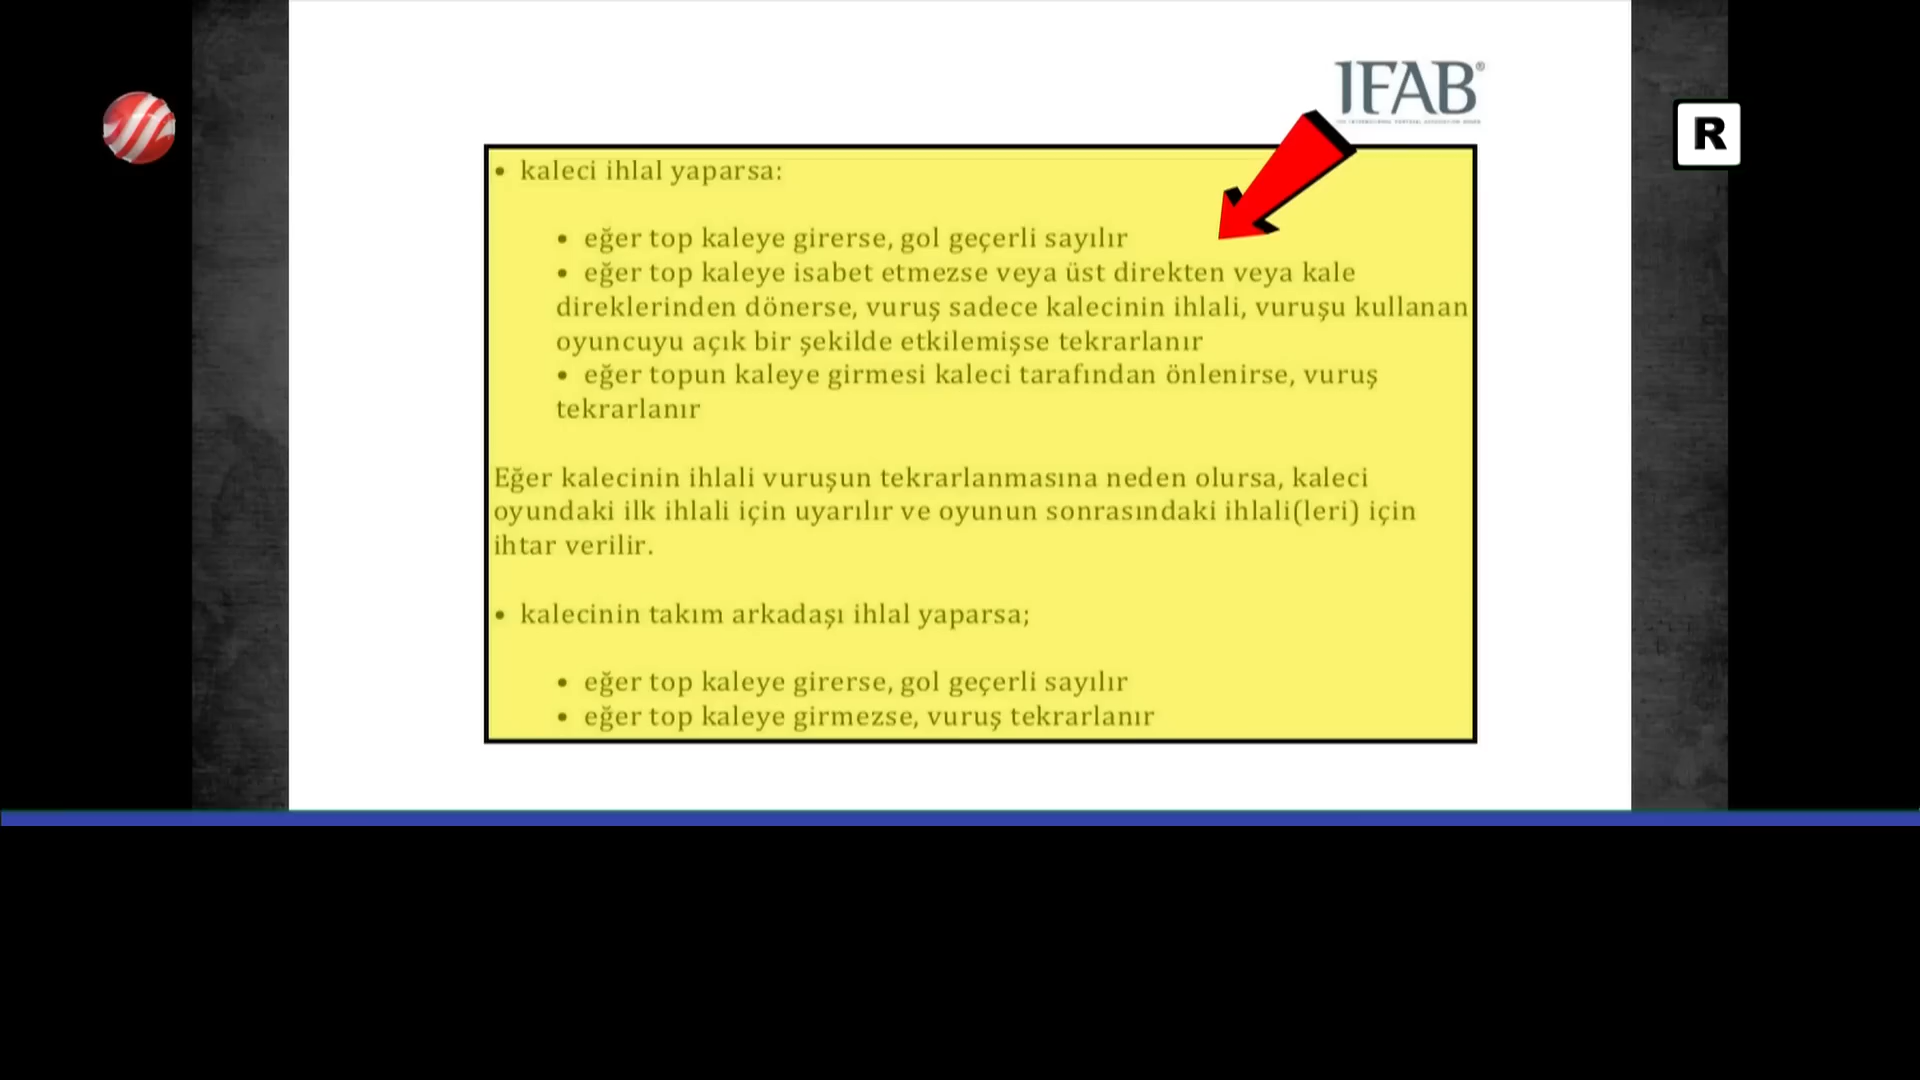 IFAB®
R
• kaleci ihlal yaparsa:
• eğer top kaleye girerse, gol geçerli sayılır
• eğer top kaleye isabet etmezse veya üst direkten veya kale
direklerinden dönerse, vuruş sadece kalecinin ihlali, vuruşu kullanan
oyuncuyu açık bir şekilde etkilemişse tekrarlanır
• eğer topun kaleye girmesi kaleci tarafından önlenirse, vuruş
tekrarlanır
Eğer kalecinin ihlali vuruşun tekrarlanmasına neden olursa, kaleci
oyundaki ilk ihlali için uyarılır ve oyunun sonrasındaki ihlali(leri) için
ihtar verilir.
• kalecinin takım arkadaşı ihlal yaparsa;
• eğer top kaleye girerse, gol geçerli sayılır
• eğer top kaleye girmezse, vuruş tekrarlanır